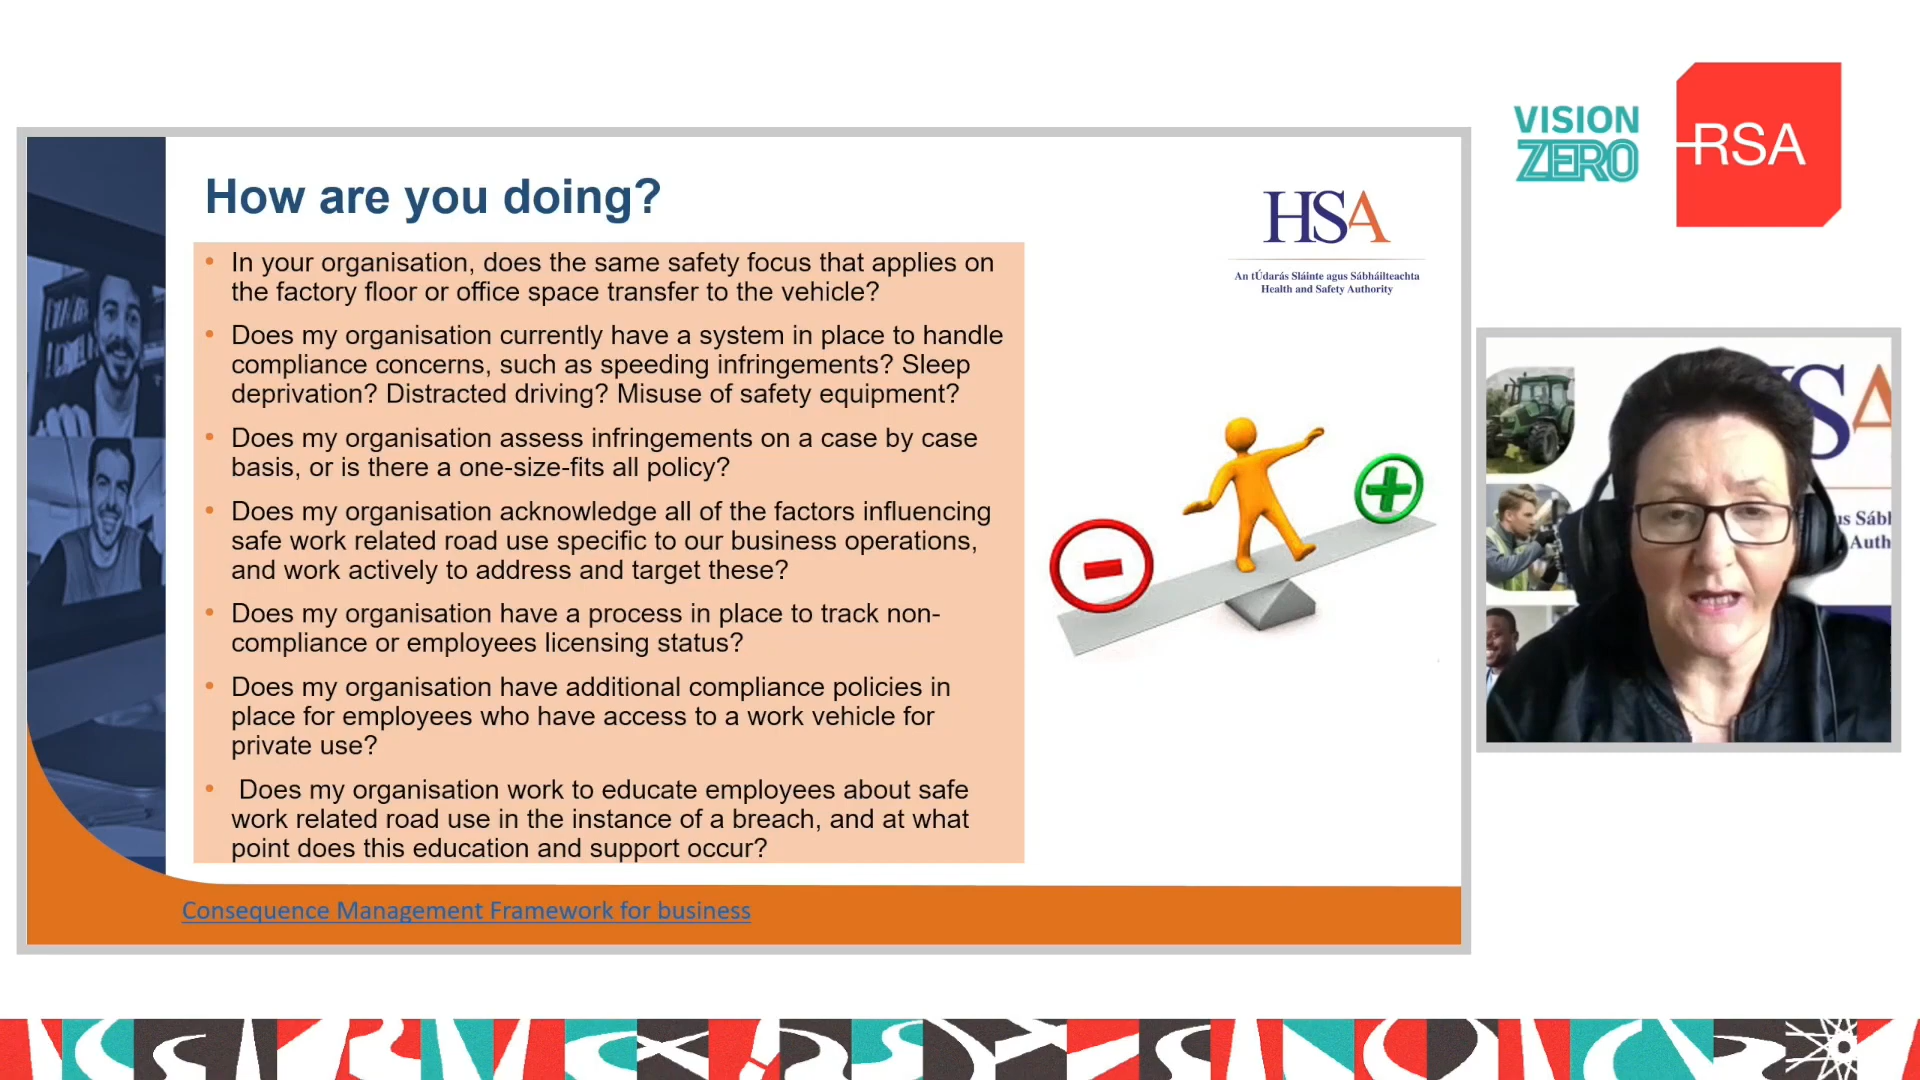 VISION
ZERO
RSA
How are you doing?
HSA
An tÚdarás Sláinte agus Sábháilteachta
Health and Safety Authority
• In your organisation, does the same safety focus that applies on
the factory floor or office space transfer to the vehicle?
• Does my organisation currently have a system in place to handle
compliance concerns, such as speeding infringements? Sleep
deprivation? Distracted driving? Misuse of safety equipment?
• Does my organisation assess infringements on a case by case
basis, or is there a one-size-fits all policy?
• Does my organisation acknowledge all of the factors influencing
safe work related road use specific to our business operations,
and work actively to address and target these?
• Does my organisation have a process in place to track non-
compliance or employees licensing status?
• Does my organisation have additional compliance policies in
place for employees who have access to a work vehicle for
private use?
• Does my organisation work to educate employees about safe
work related road use in the instance of a breach, and at what
point does this education and support occur?
Consequence Management Framework for business
SA
us Sábl
Auth